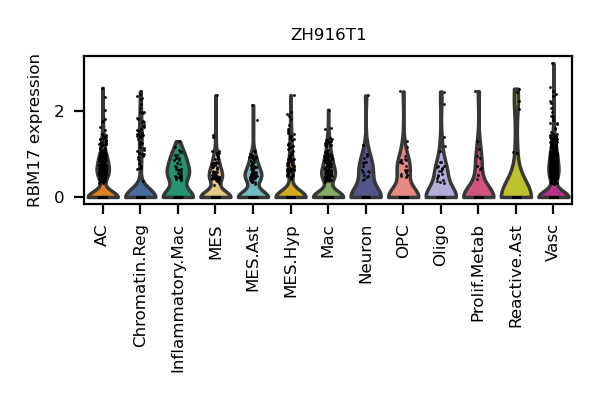 ZH916T1
RBM17 expression
2
0
AC
Chromatin.Reg
Inflammatory.Mac
MES
MES.Ast
MES.Hyp
Mac
Neuron
OPC
Oligo
Prolif.Metab
Reactive.Ast
Vasc